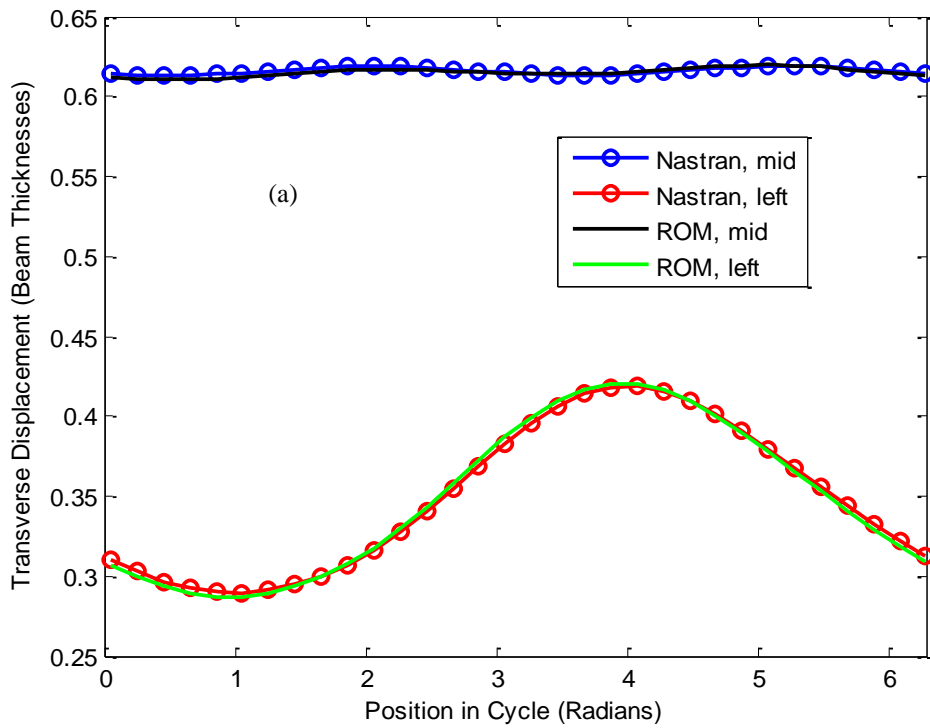 0.65
0.6
0.55
0.5
0.45
0.4
0.35
0.3
0.25
Transverse Displacement (Beam Thicknesses)
(a)
Nastran, mid
Nastran, left
ROM, mid
ROM, left
0 1 2 3 4 5 6
Position in Cycle (Radians)